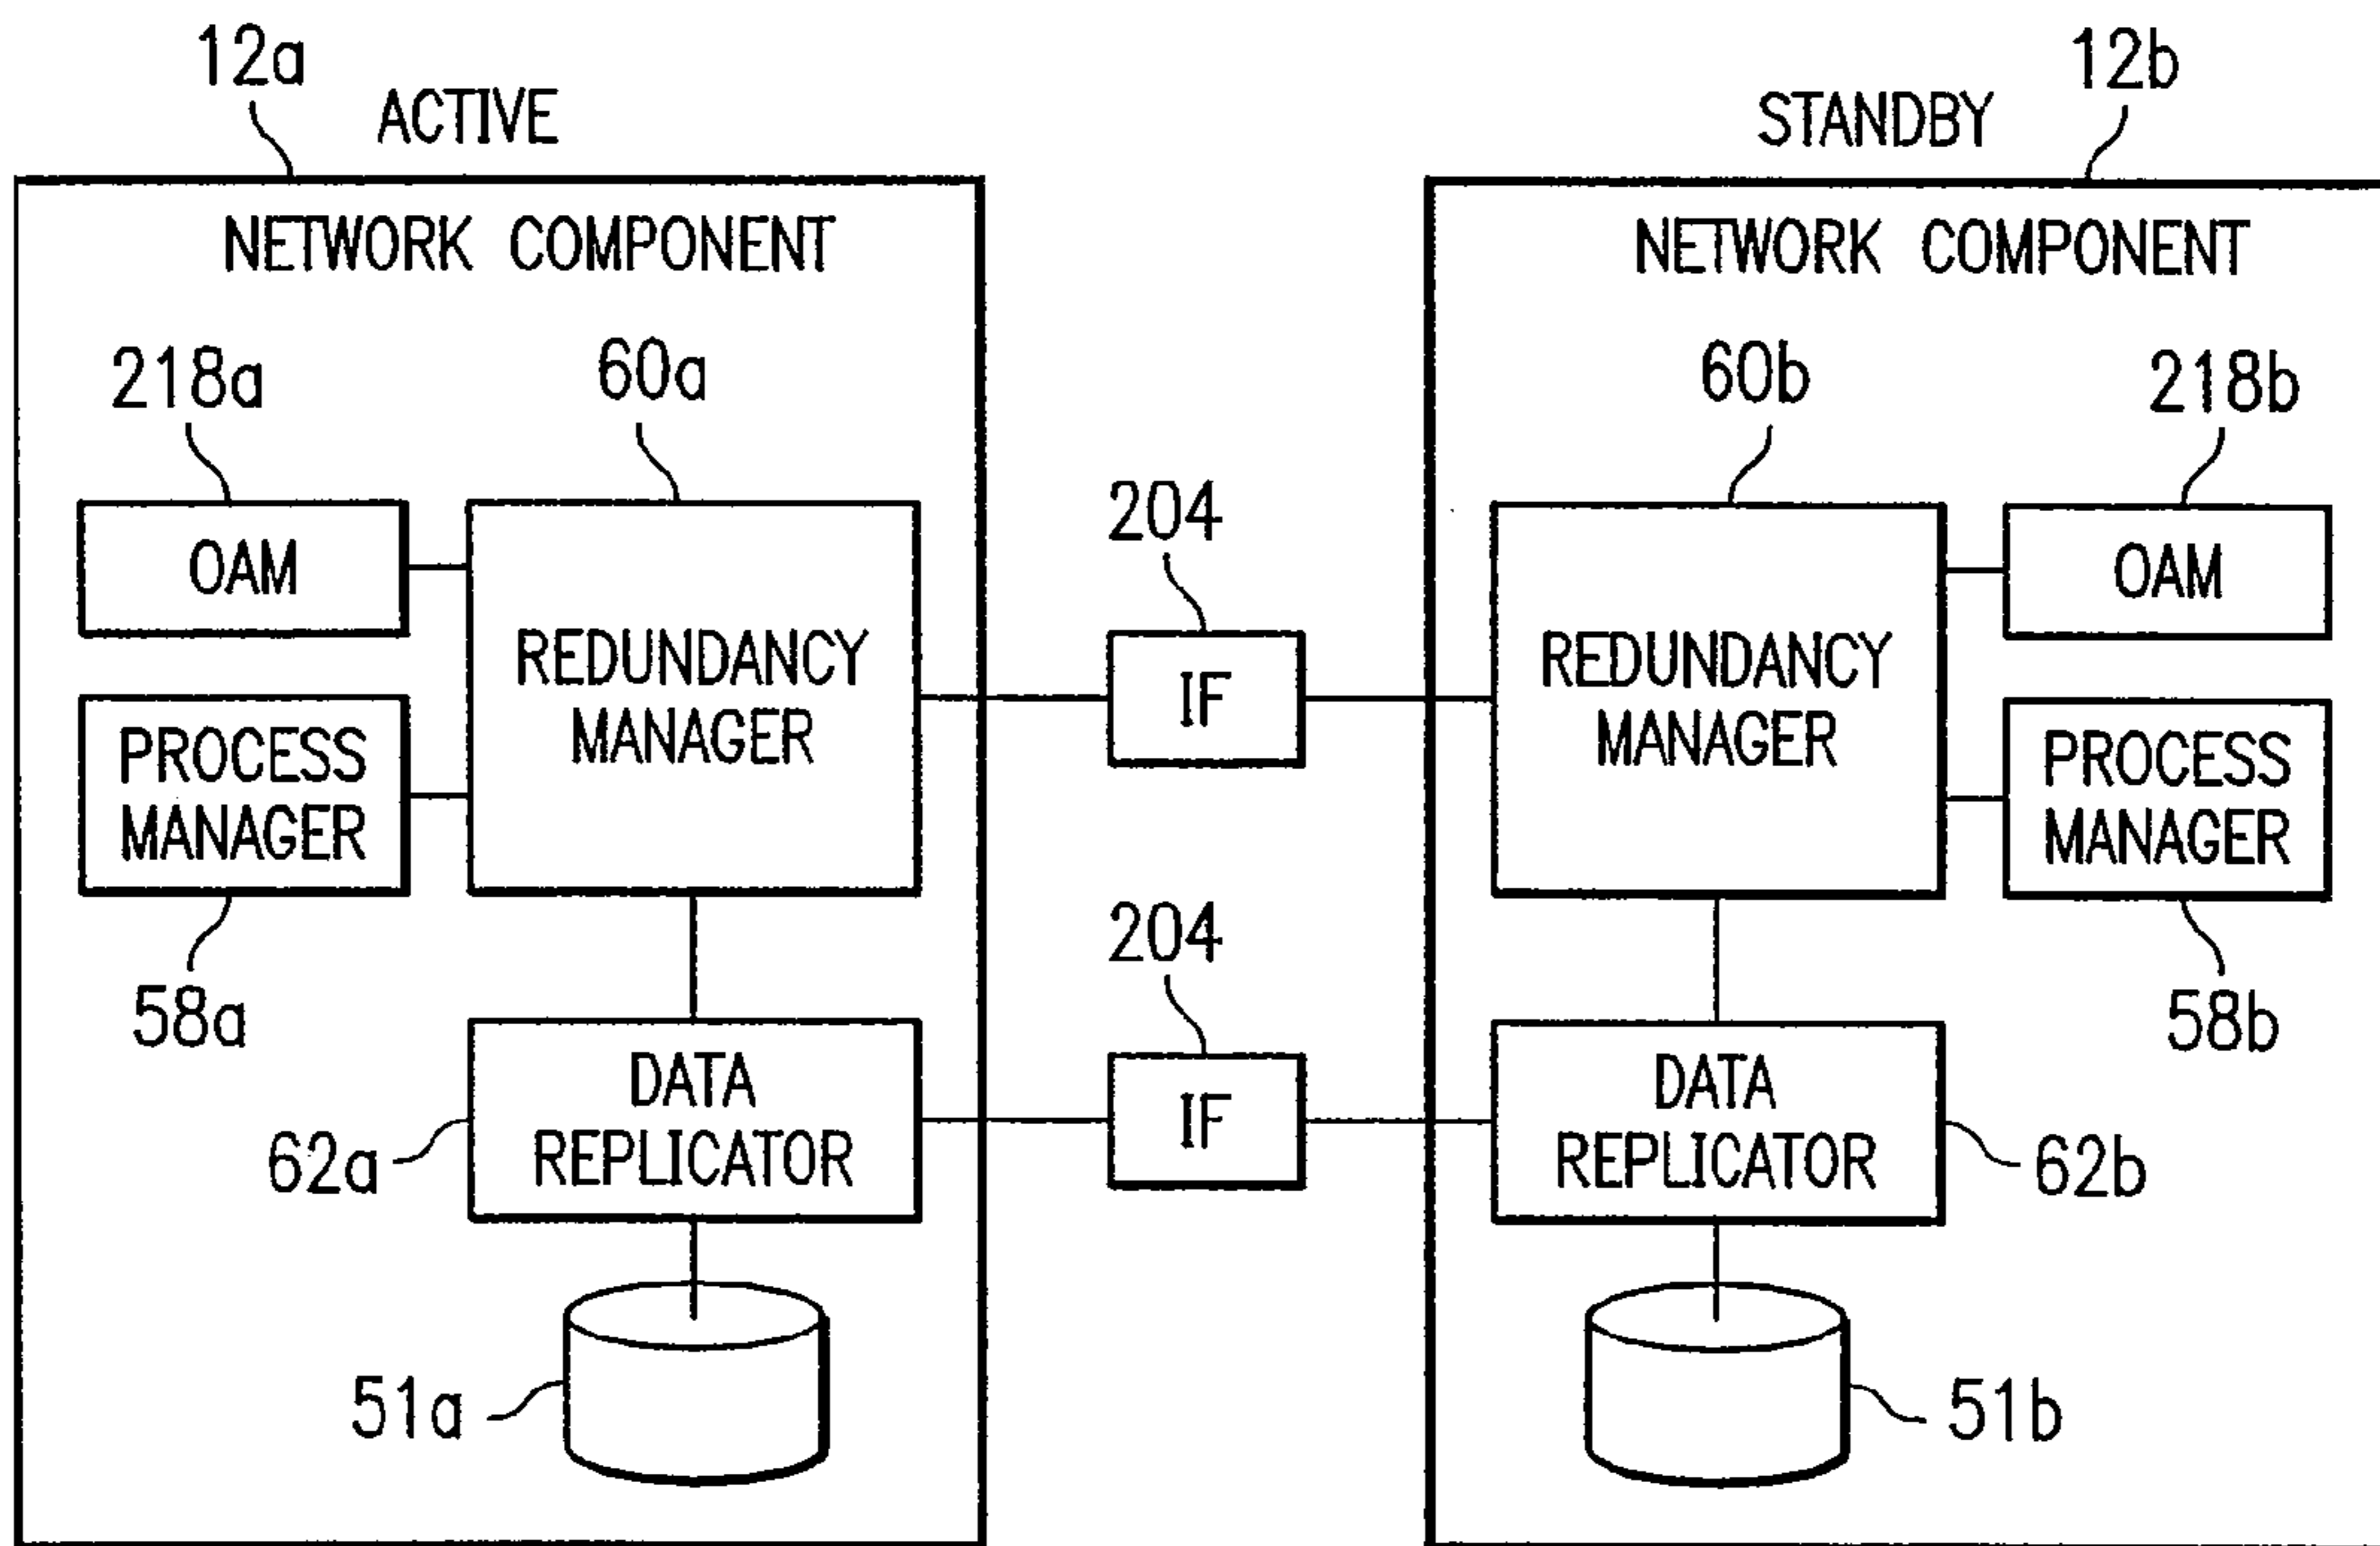 12a
ACTIVE
12b
STANDBY
NETWORK COMPONENT
NETWORK COMPONENT
218a
60a
60b
218b
204
OAM
OAM
REDUNDANCY
MANAGER
IF
REDUNDANCY
MANAGER
PROCESS
MANAGER
PROCESS
MANAGER
204
58a
58b
DATA
REPLICATOR
IF
DATA
REPLICATOR
62a
62b
51a
51b